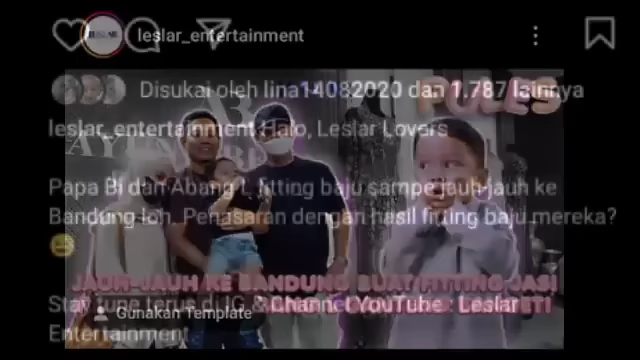 leslar_entertainment
Disukai oleh lina14082020 dan 1.787 lainnya
PULES
leslar_entertainment Halo, Leslar Lovers
Papa Bi dan Abang L fitting baju sampe jauh-jauh ke
Bandung loh. Penasaran dengan hasil fitting baju mereka?
JAUH-JAUH KE BANDUNG BUAT FITTING JASI
Stay tune terus di IG & Channel YouTube : Leslar
Gunakan Template
Entertainment.